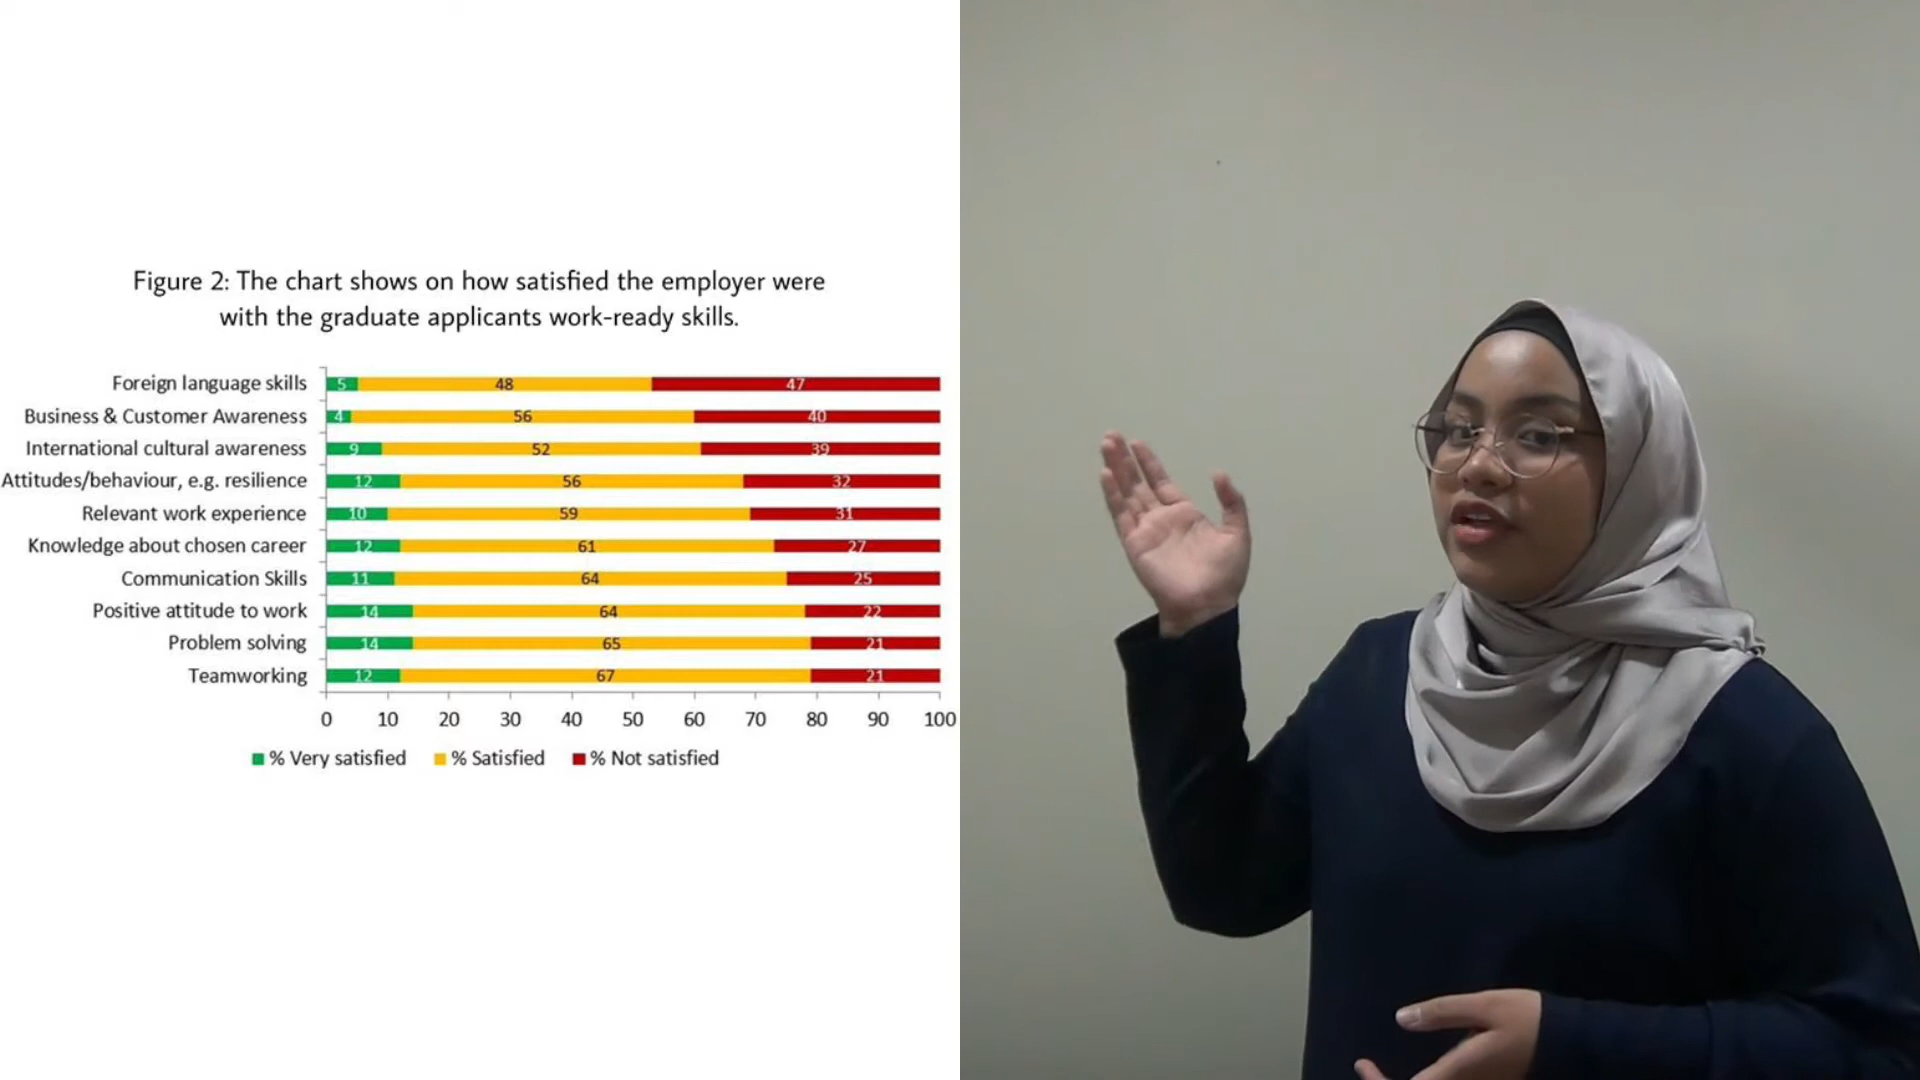 Figure 2: The chart shows on how satisfied the employer were
with the graduate applicants work-ready skills.
Foreign language skills 5 48 47
Business & Customer Awareness 4 56 40
International cultural awareness 9 52 39
Attitudes/behaviour, e.g. resilience 12 56 32
Relevant work experience 10 59 31
Knowledge about chosen career 12 61 27
Communication Skills 11 64 25
Positive attitude to work 14 64 22
Problem solving 14 65 21
Teamworking 12 67 21
0 10 20 30 40 50 60 70 80 90 100
% Very satisfied % Satisfied % Not satisfied